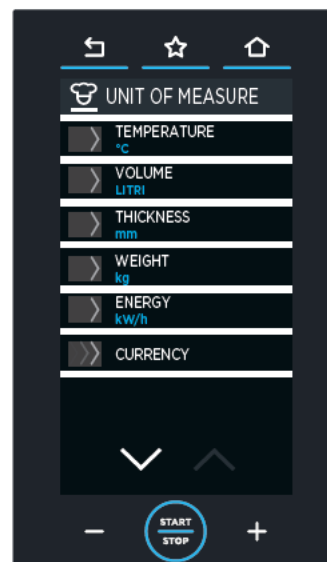 UNIT OF MEASURE
TEMPERATURE
°C
VOLUME
LITRI
THICKNESS
mm
WEIGHT
kg
ENERGY
kW/h
CURRENCY
START
STOP